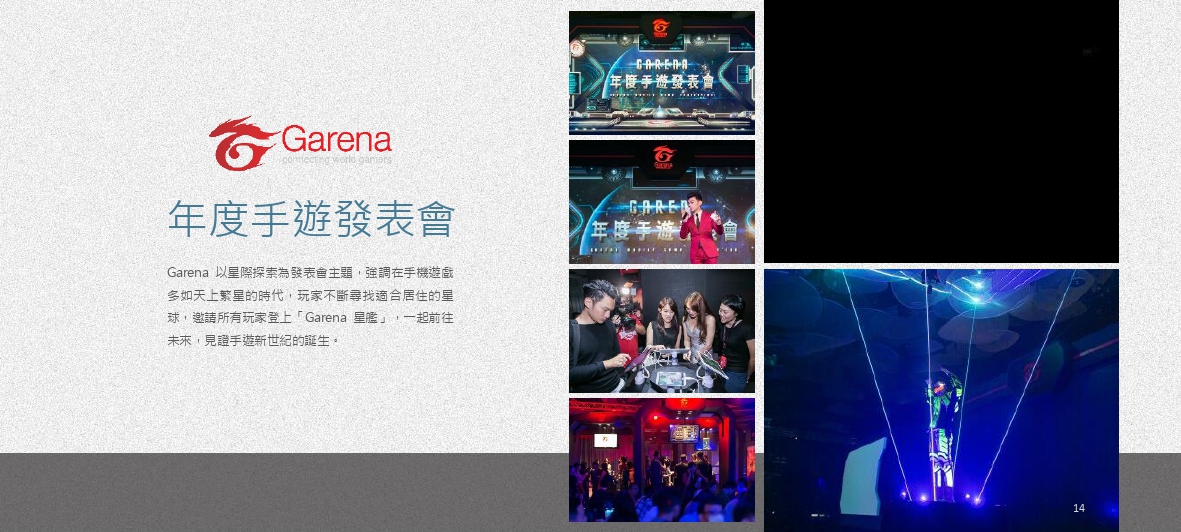 Garena
connecting world gamers
年度手遊發表會
Garena 以星際探索為發表會主題，強調在手機遊戲
多如天上繁星的時代，玩家不斷尋找適合居住的星
球，邀請所有玩家登上「Garena 星艦」，一起前往
未來，見證手遊新世紀的誕生。
GARENA
年度手遊發表會
GARENA
年度手遊發表會
14